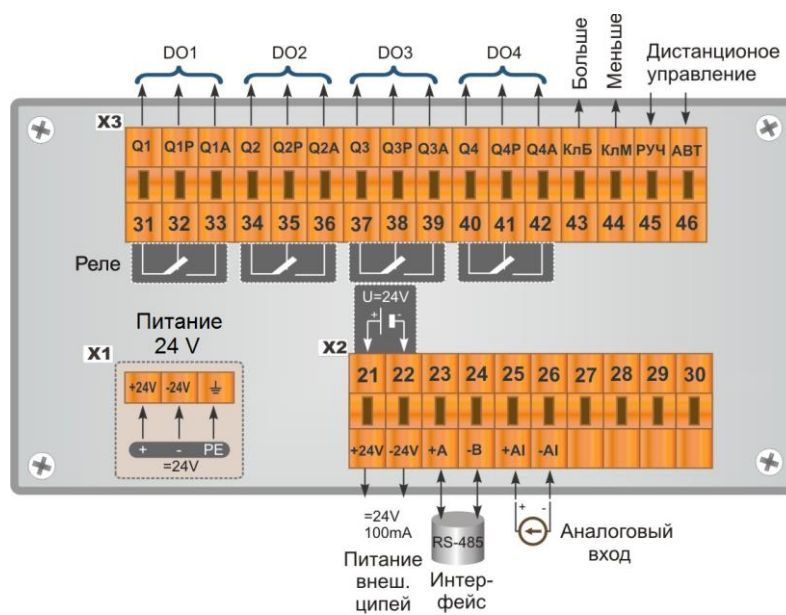 DO1 DO2 DO3 DO4 Больше Меньше Дистанционое
управление
X3
Q1 Q1P Q1A Q2 Q2P Q2A Q3 Q3P Q3A Q4 Q4P Q4A КлБ КлМ РУЧ АВТ
31 32 33 34 35 36 37 38 39 40 41 42 43 44 45 46
Реле
U=24V
+ -
Питание
24 V
X1
+24V -24V
+ - PE
=24V
X2
21 22 23 24 25 26 27 28 29 30
+24V -24V +A -B +AI -AI
=24V
100mA
Питание
внеш.
ципей
RS-485
Интер-
фейс
+ -
Аналоговый
вход